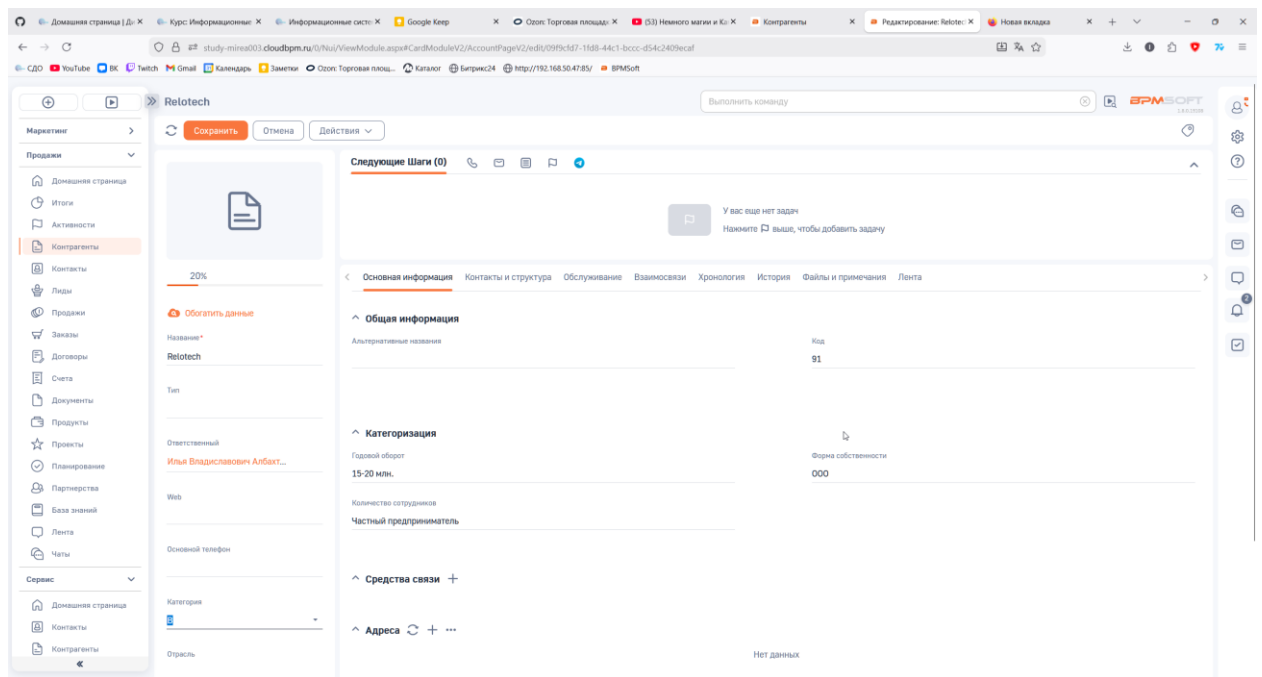 Домашняя страница | Ди
Курс: Информационные
Информационные систе
Google Keep
Ozon: Торговая площадк
(53) Немного магии и Ка
Контрагенты
Редактирование: Relotec
Новая вкладка
study-mirea003.cloudbpm.ru/0/Nui/ViewModule.aspx#CardModuleV2/AccountPageV2/edit/09f9cfd7-1fd8-44c1-bccc-d54c2409ecaf
СДО YouTube ВК Twitch Gmail Календарь Заметки Ozon: Торговая площ... Каталог Битрикс24 http://192.168.50.47:85/ BPMSoft
Relotech
Выполнить команду
BPMSOFT
Сохранить
Отмена
Действия
Маркетинг
Продажи
Домашняя страница
Итоги
Активности
Контрагенты
Контакты
Лиды
Продажи
Заказы
Договоры
Счета
Документы
Продукты
Проекты
Планирование
Партнерства
База знаний
Лента
Чаты
Сервис
Домашняя страница
Контакты
Контрагенты
20%
Обогатить данные
Название*
Relotech
Тип
Ответственный
Илья Владиславович Албахт...
Web
Основной телефон
Категория
B
Отрасль
Следующие Шаги (0)
У вас еще нет задач
Нажмите выше, чтобы добавить задачу
Основная информация Контакты и структура Обслуживание Взаимосвязи Хронология История Файлы и примечания Лента
Общая информация
Альтернативные названия
Код
91
Категоризация
Годовой оборот
15-20 млн.
Форма собственности
ООО
Количество сотрудников
Частный предприниматель
Средства связи
Адреса
Нет данных
2